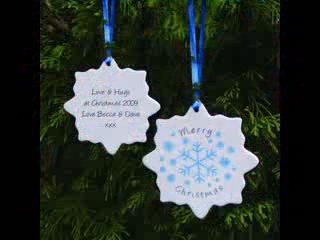 Love & Hugs
at Christmas 2009
Love Becca & Dave
xxx
Merry
Christmas